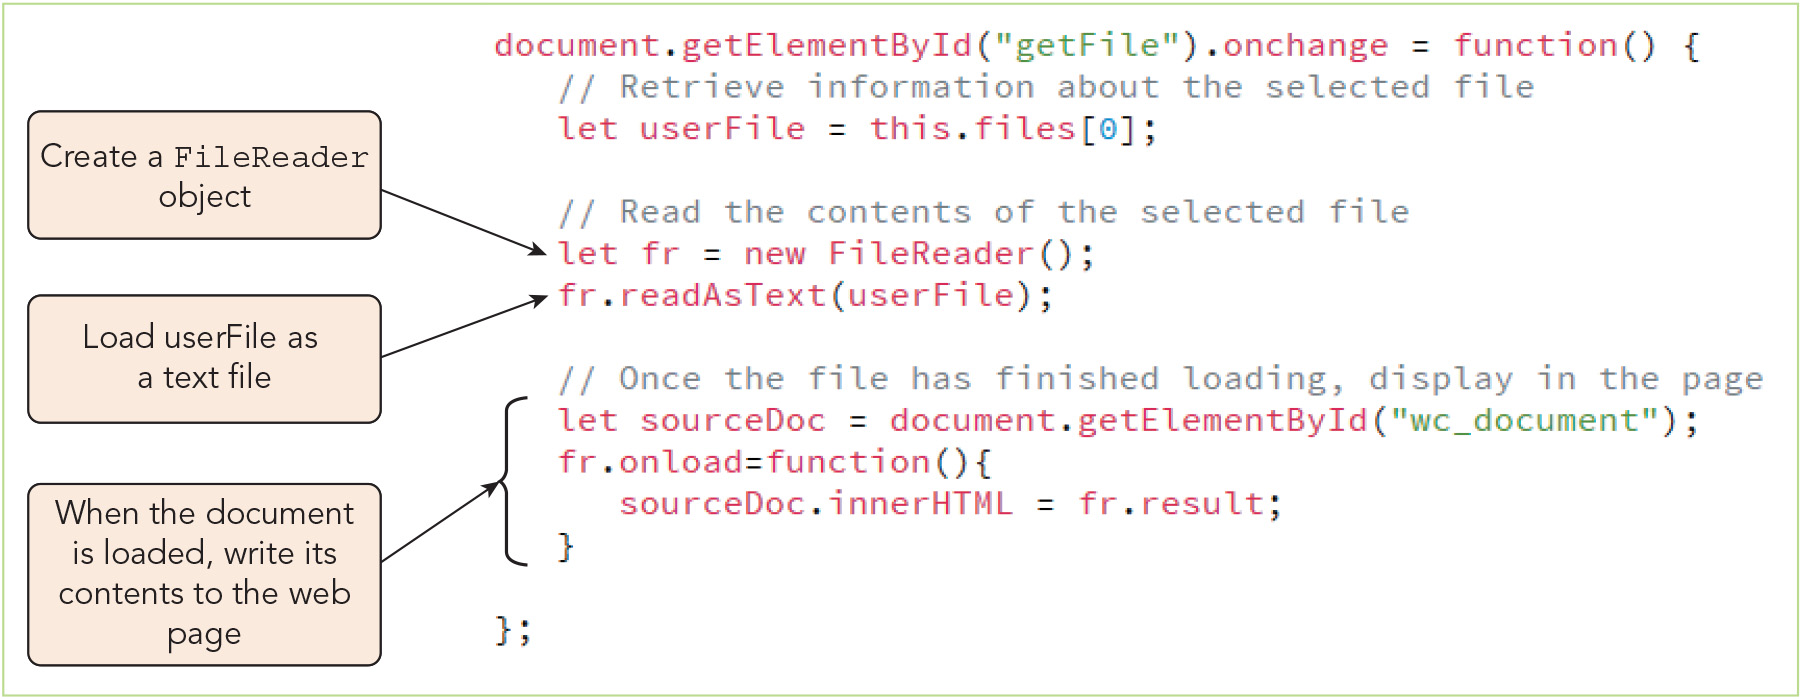 document.getElementById("getFile").onchange = function() {
// Retrieve information about the selected file
let userFile = this.files[0];
// Read the contents of the selected file
let fr = new FileReader();
fr.readAsText(userFile);
// Once the file has finished loading, display in the page
let sourceDoc = document.getElementById("wc_document");
fr.onload=function(){
sourceDoc.innerHTML = fr.result;
}
};
Create a FileReader
object
Load userFile as
a text file
When the document
is loaded, write its
contents to the web
page